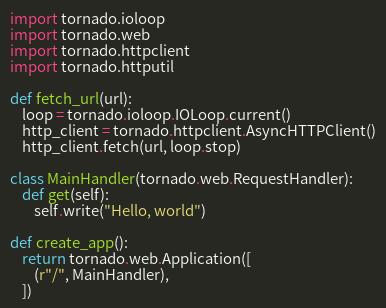 import tornado.ioloop
import tornado.web
import tornado.httpclient
import tornado.httputil

def fetch_url(url):
    loop = tornado.ioloop.IOLoop.current()
    http_client = tornado.httpclient.AsyncHTTPClient()
    http_client.fetch(url, loop.stop)

class MainHandler(tornado.web.RequestHandler):
    def get(self):
        self.write("Hello, world")

def create_app():
    return tornado.web.Application([
        (r"/", MainHandler),
    ])